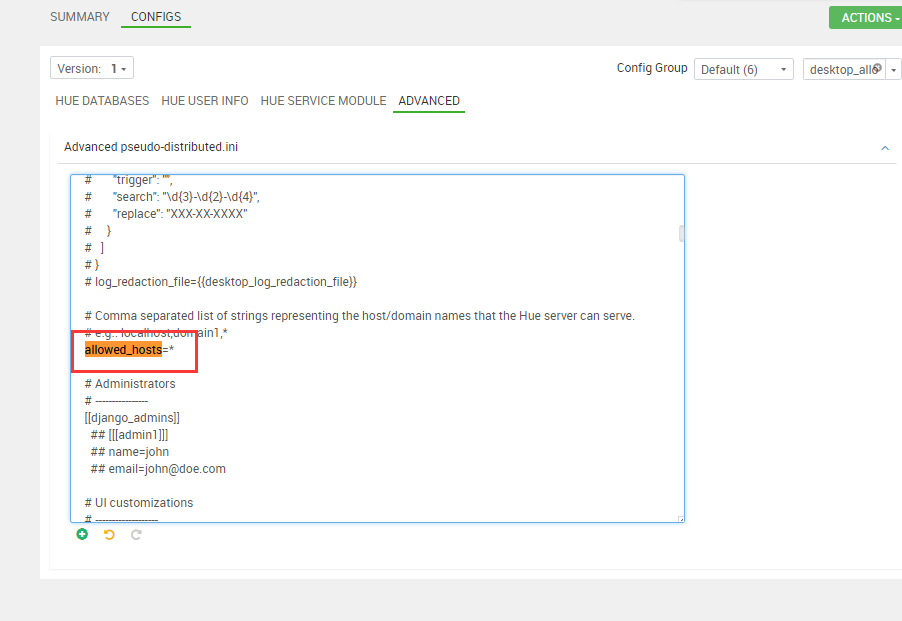 SUMMARY CONFIGS ACTIONS
Version: 1 Config Group Default (6) desktop_allo
HUE DATABASES HUE USER INFO HUE SERVICE MODULE ADVANCED
Advanced pseudo-distributed.ini
# "trigger": "",
# "search": "\d{3}-\d{2}-\d{4}",
# "replace": "XXX-XX-XXXX"
# }
# ]
# }
# log_redaction_file={{desktop_log_redaction_file}}
# Comma separated list of strings representing the host/domain names that the Hue server can serve.
# e.g.: localhost,domain1,*
allowed_hosts=*
# Administrators
# ----------------
[[django_admins]]
## [[[admin1]]]
## name=john
## email=john@doe.com
# UI customizations
# -------------------